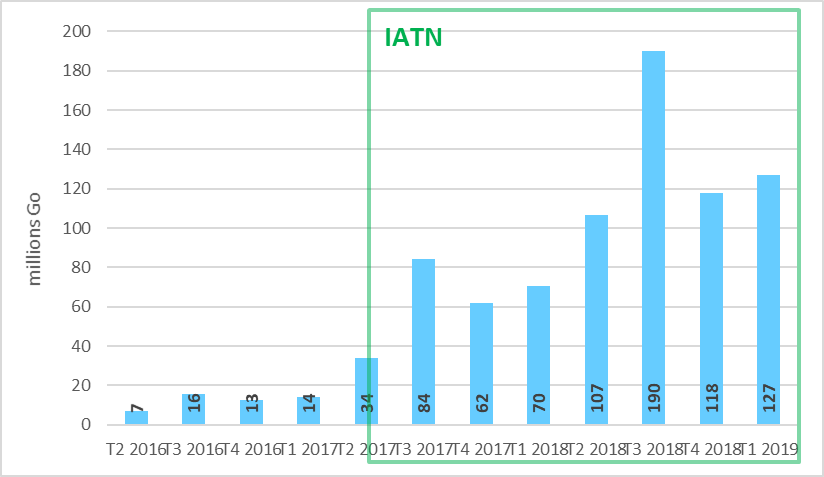 IATN
millions Go
200
180
160
140
120
100
80
60
40
20
0
7
16
13
14
34
84
62
70
107
190
118
127
T2 2016
T3 2016
T4 2016
T1 2017
T2 2017
T3 2017
T4 2017
T1 2018
T2 2018
T3 2018
T4 2018
T1 2019